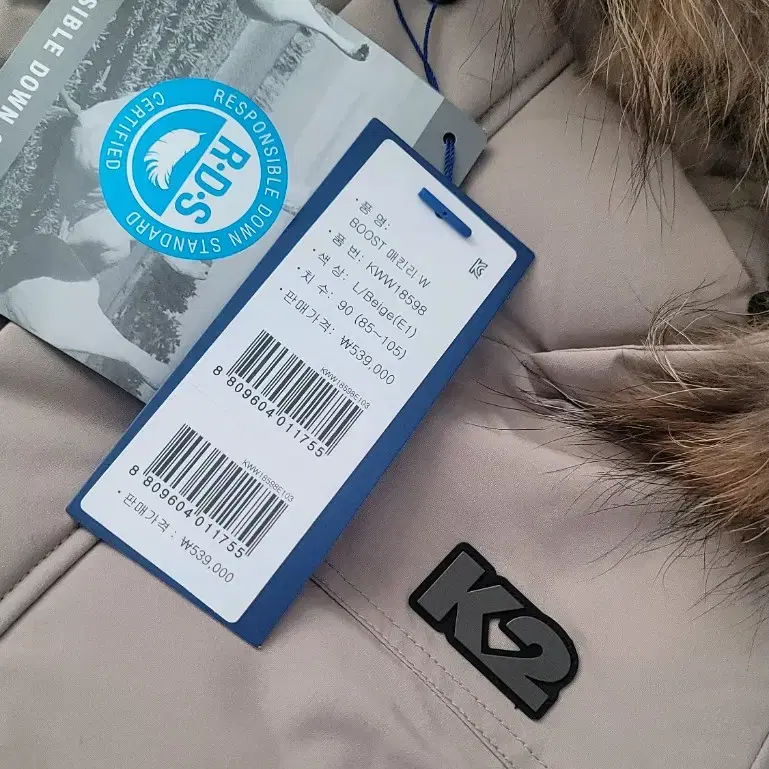 SIBLE DOWN S
RESPONSIBLE DOWN STANDARD
CERTIFIED
R·D·S
· 품 명:
BOOST 매킨리 W
· 품 번: KWW18598
· 색 상: L/Beige(E1)
· 치 수: 90 (85~105)
· 판매가격: ₩539,000
KWW18598E103
8 809604 011755
KWW18598E103
8 809604 011755
· 판매가격 : ₩539,000
K2